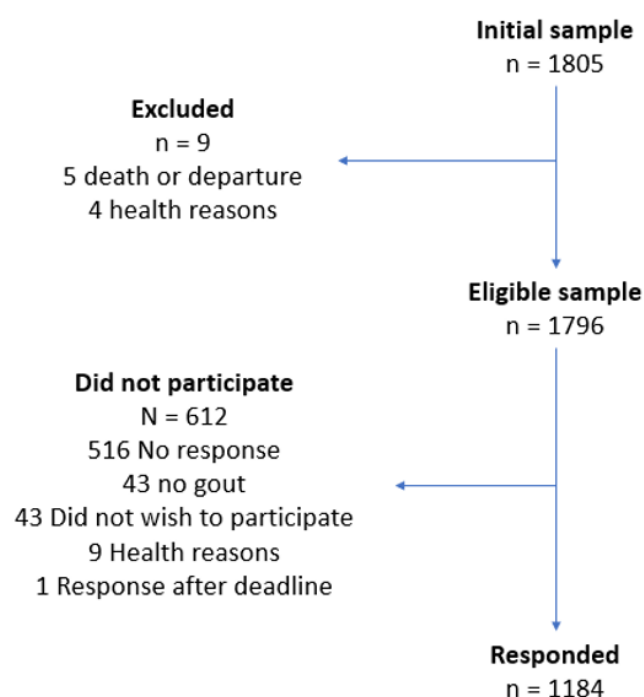 Initial sample
n = 1805
Excluded
n = 9
5 death or departure
4 health reasons
Eligible sample
n = 1796
Did not participate
N = 612
516 No response
43 no gout
43 Did not wish to participate
9 Health reasons
1 Response after deadline
Responded
n = 1184